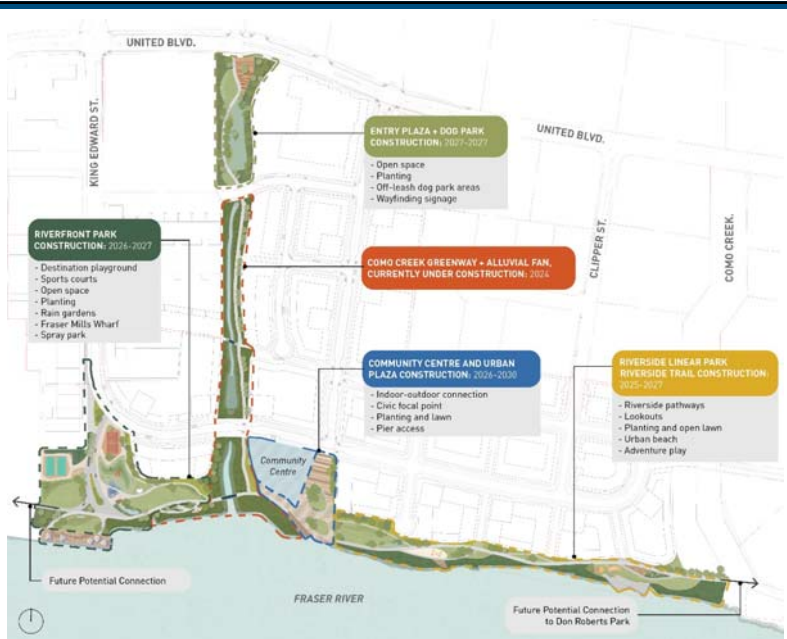 UNITED BLVD.
KING EDWARD ST.
ENTRY PLAZA + DOG PARK
CONSTRUCTION: 2027-2027
- Open space
- Planting
- Off-leash dog park areas
- Wayfinding signage
UNITED BLVD.
CLIPPER ST.
COMO CREEK.
RIVERFRONT PARK
CONSTRUCTION: 2026-2027
- Destination playground
- Sports courts
- Open space
- Planting
- Rain gardens
- Fraser Mills Wharf
- Spray park
COMO CREEK GREENWAY + ALLUVIAL FAN,
CURRENTLY UNDER CONSTRUCTION: 2024
COMMUNITY CENTRE AND URBAN
PLAZA CONSTRUCTION: 2026-2030
- Indoor-outdoor connection
- Civic focal point
- Planting and lawn
- Pier access
RIVERSIDE LINEAR PARK
RIVERSIDE TRAIL CONSTRUCTION:
2025-2027
- Riverside pathways
- Lookouts
- Planting and open lawn
- Urban beach
- Adventure play
Community
Centre
Future Potential Connection
FRASER RIVER
Future Potential Connection
to Don Roberts Park